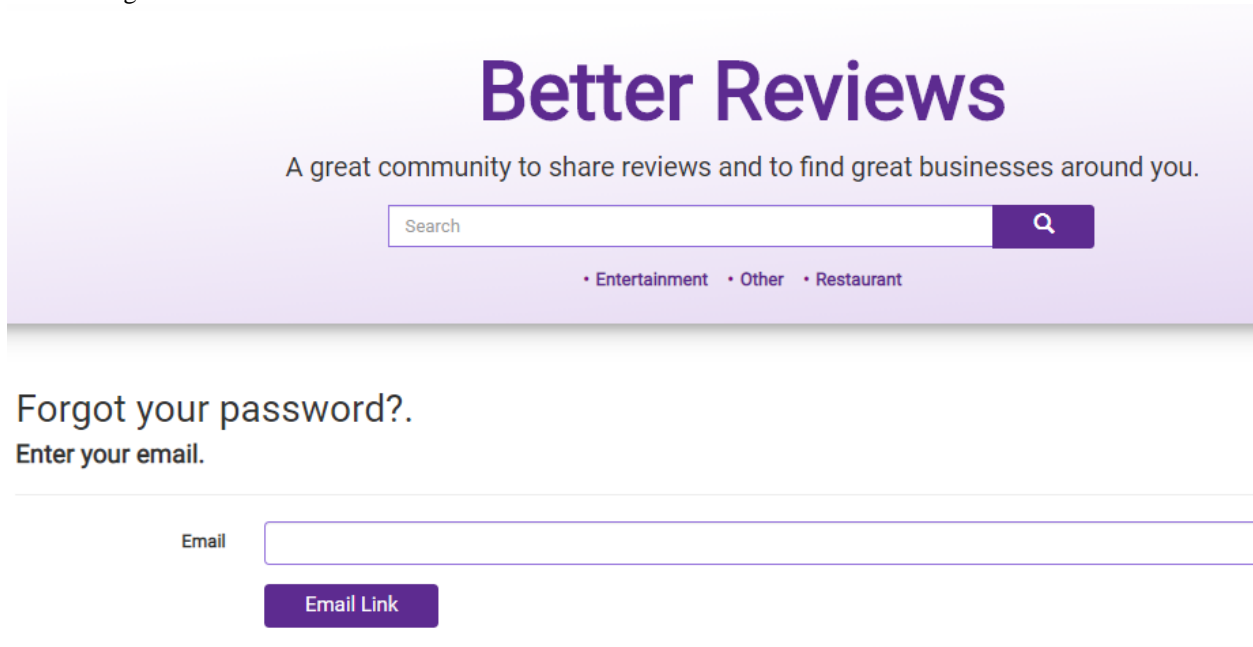 Better Reviews
A great community to share reviews and to find great businesses around you.
Search
• Entertainment • Other • Restaurant
Forgot your password?.
Enter your email.
Email
Email Link